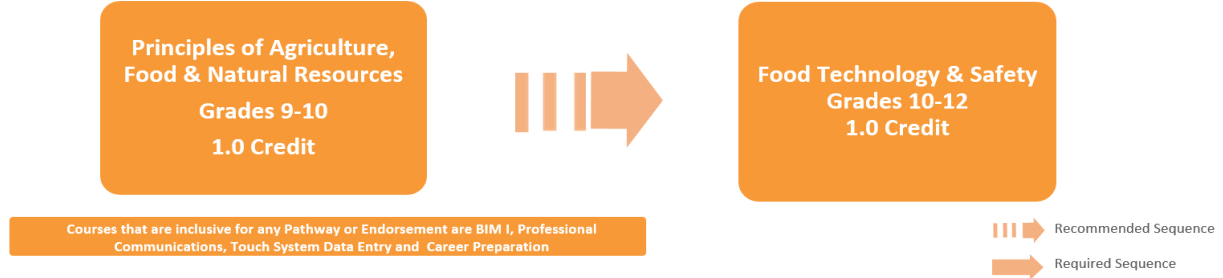 Principles of Agriculture,
Food & Natural Resources
Grades 9-10
1.0 Credit
Food Technology & Safety
Grades 10-12
1.0 Credit
Courses that are inclusive for any Pathway or Endorsement are BIM I, Professional
Communications, Touch System Data Entry and Career Preparation
Recommended Sequence
Required Sequence